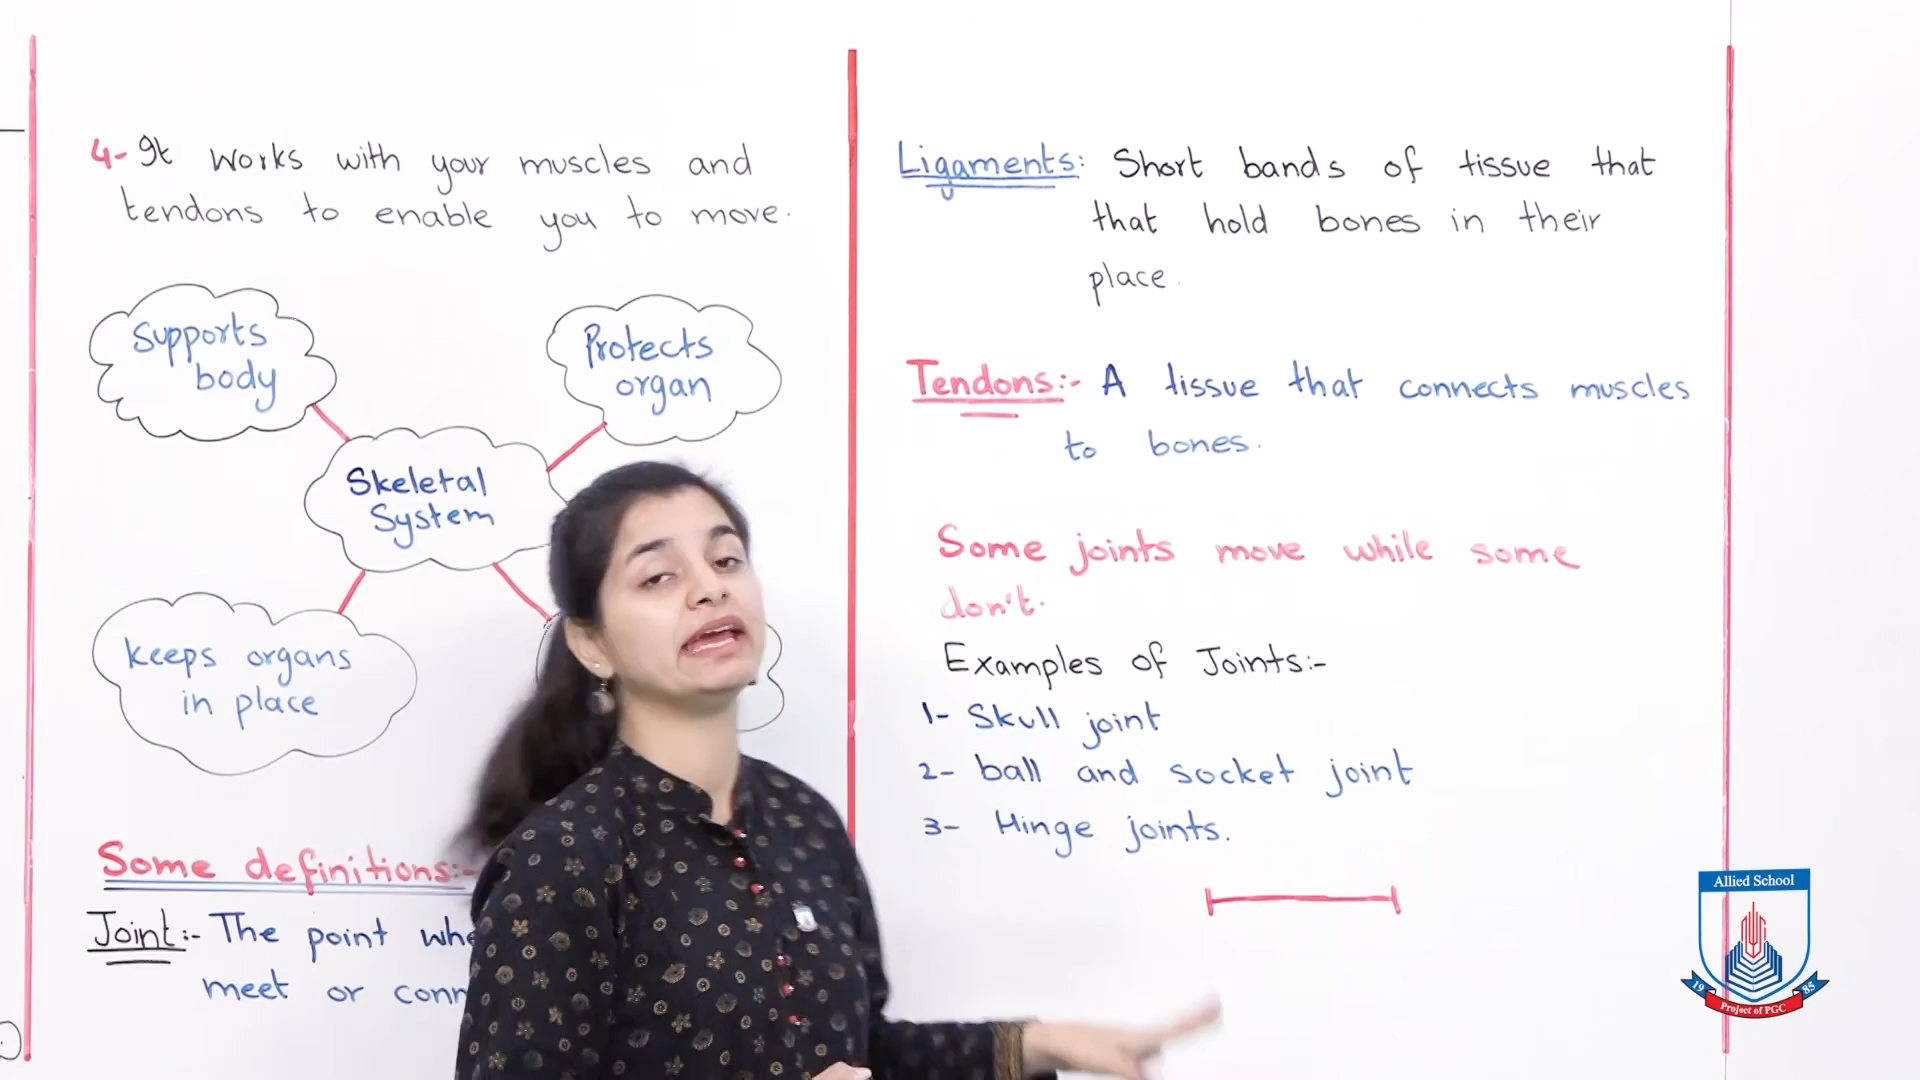 4- It works with your muscles and
tendons to enable you to move.
Supports
body
Protects
organ
Skeletal
System
keeps organs
in place
Some definitions:-
Joint:- The point
meet or
Ligaments: Short bands of tissue that
that hold bones in their
place.
Tendons:- A tissue that connects muscles
to bones.
Some joints move while some
don't.
Examples of Joints:-
1- Skull joint
2- ball and socket joint
3- Hinge joints.
Allied School
19 85
Project of PGC